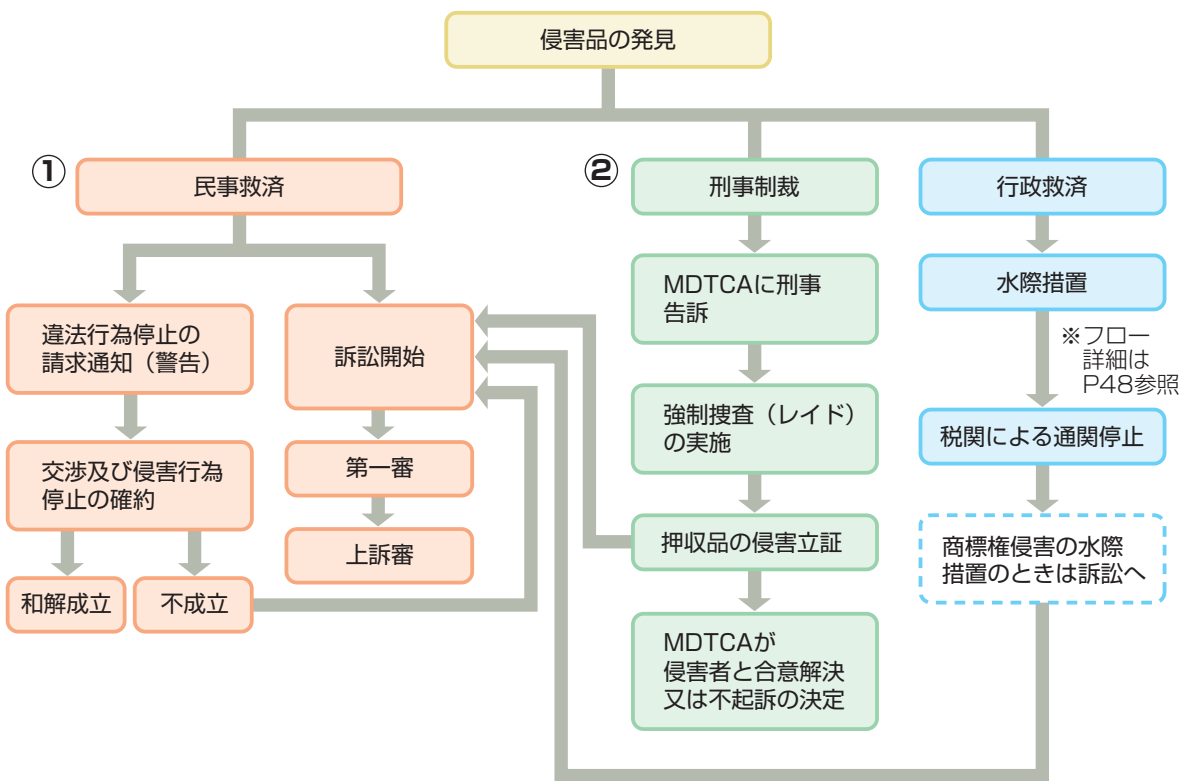 侵害品の発見
①
民事救済
違法行為停止の
請求通知（警告）
交渉及び侵害行為
停止の確約
和解成立
不成立
訴訟開始
第一審
上訴審
②
刑事制裁
MDTCAに刑事
告訴
強制捜査（レイド）
の実施
押収品の侵害立証
MDTCAが
侵害者と合意解決
又は不起訴の決定
行政救済
水際措置
※フロー
詳細は
P48参照
税関による通関停止
商標権侵害の水際
措置のときは訴訟へ